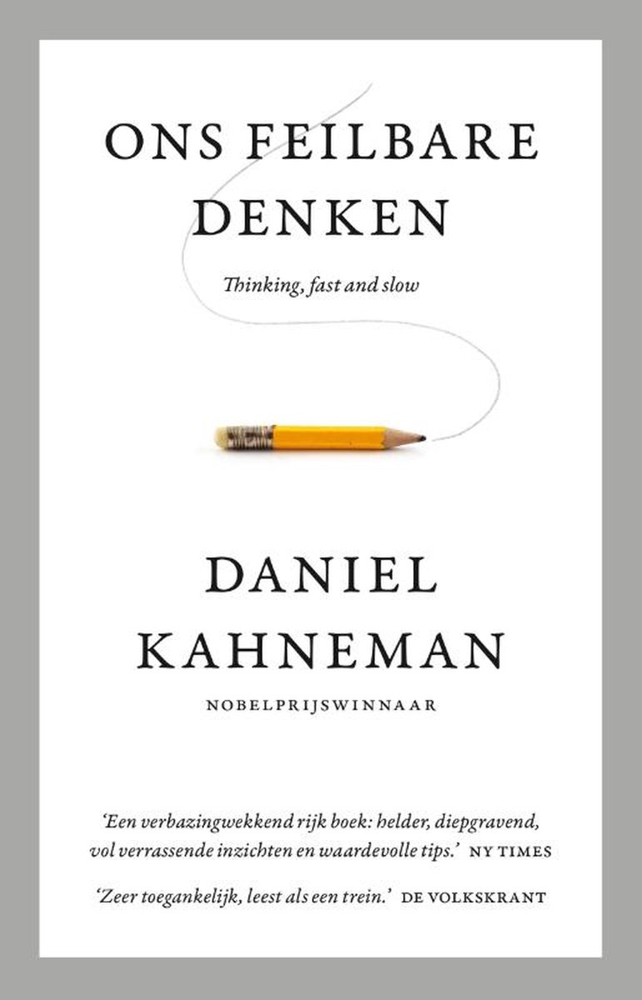 ONS FEILBARE
DENKEN
Thinking, fast and slow
DANIEL
KAHNEMAN
NOBELPRIJSWINNAAR
‘Een verbazingwekkend rijk boek: helder, diepgravend,
vol verrassende inzichten en waardevolle tips.’ NY TIMES
‘Zeer toegankelijk, leest als een trein.’ DE VOLKSKRANT